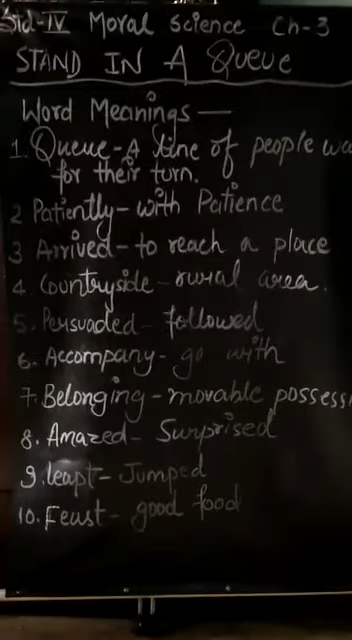 Std-IV Moral Science Ch-3
STAND IN A QUEUE
Word Meanings —
1. Queue - A line of people
for their turn.
2 Patiently - with Patience
3 Arrived - to reach a place
4. Countryside - rural area.
5. Persuaded - followed
6. Accompany - go with
7. Belonging - movable
8. Amazed - Surprised
9. leapt - Jumped
10. Feast - good food